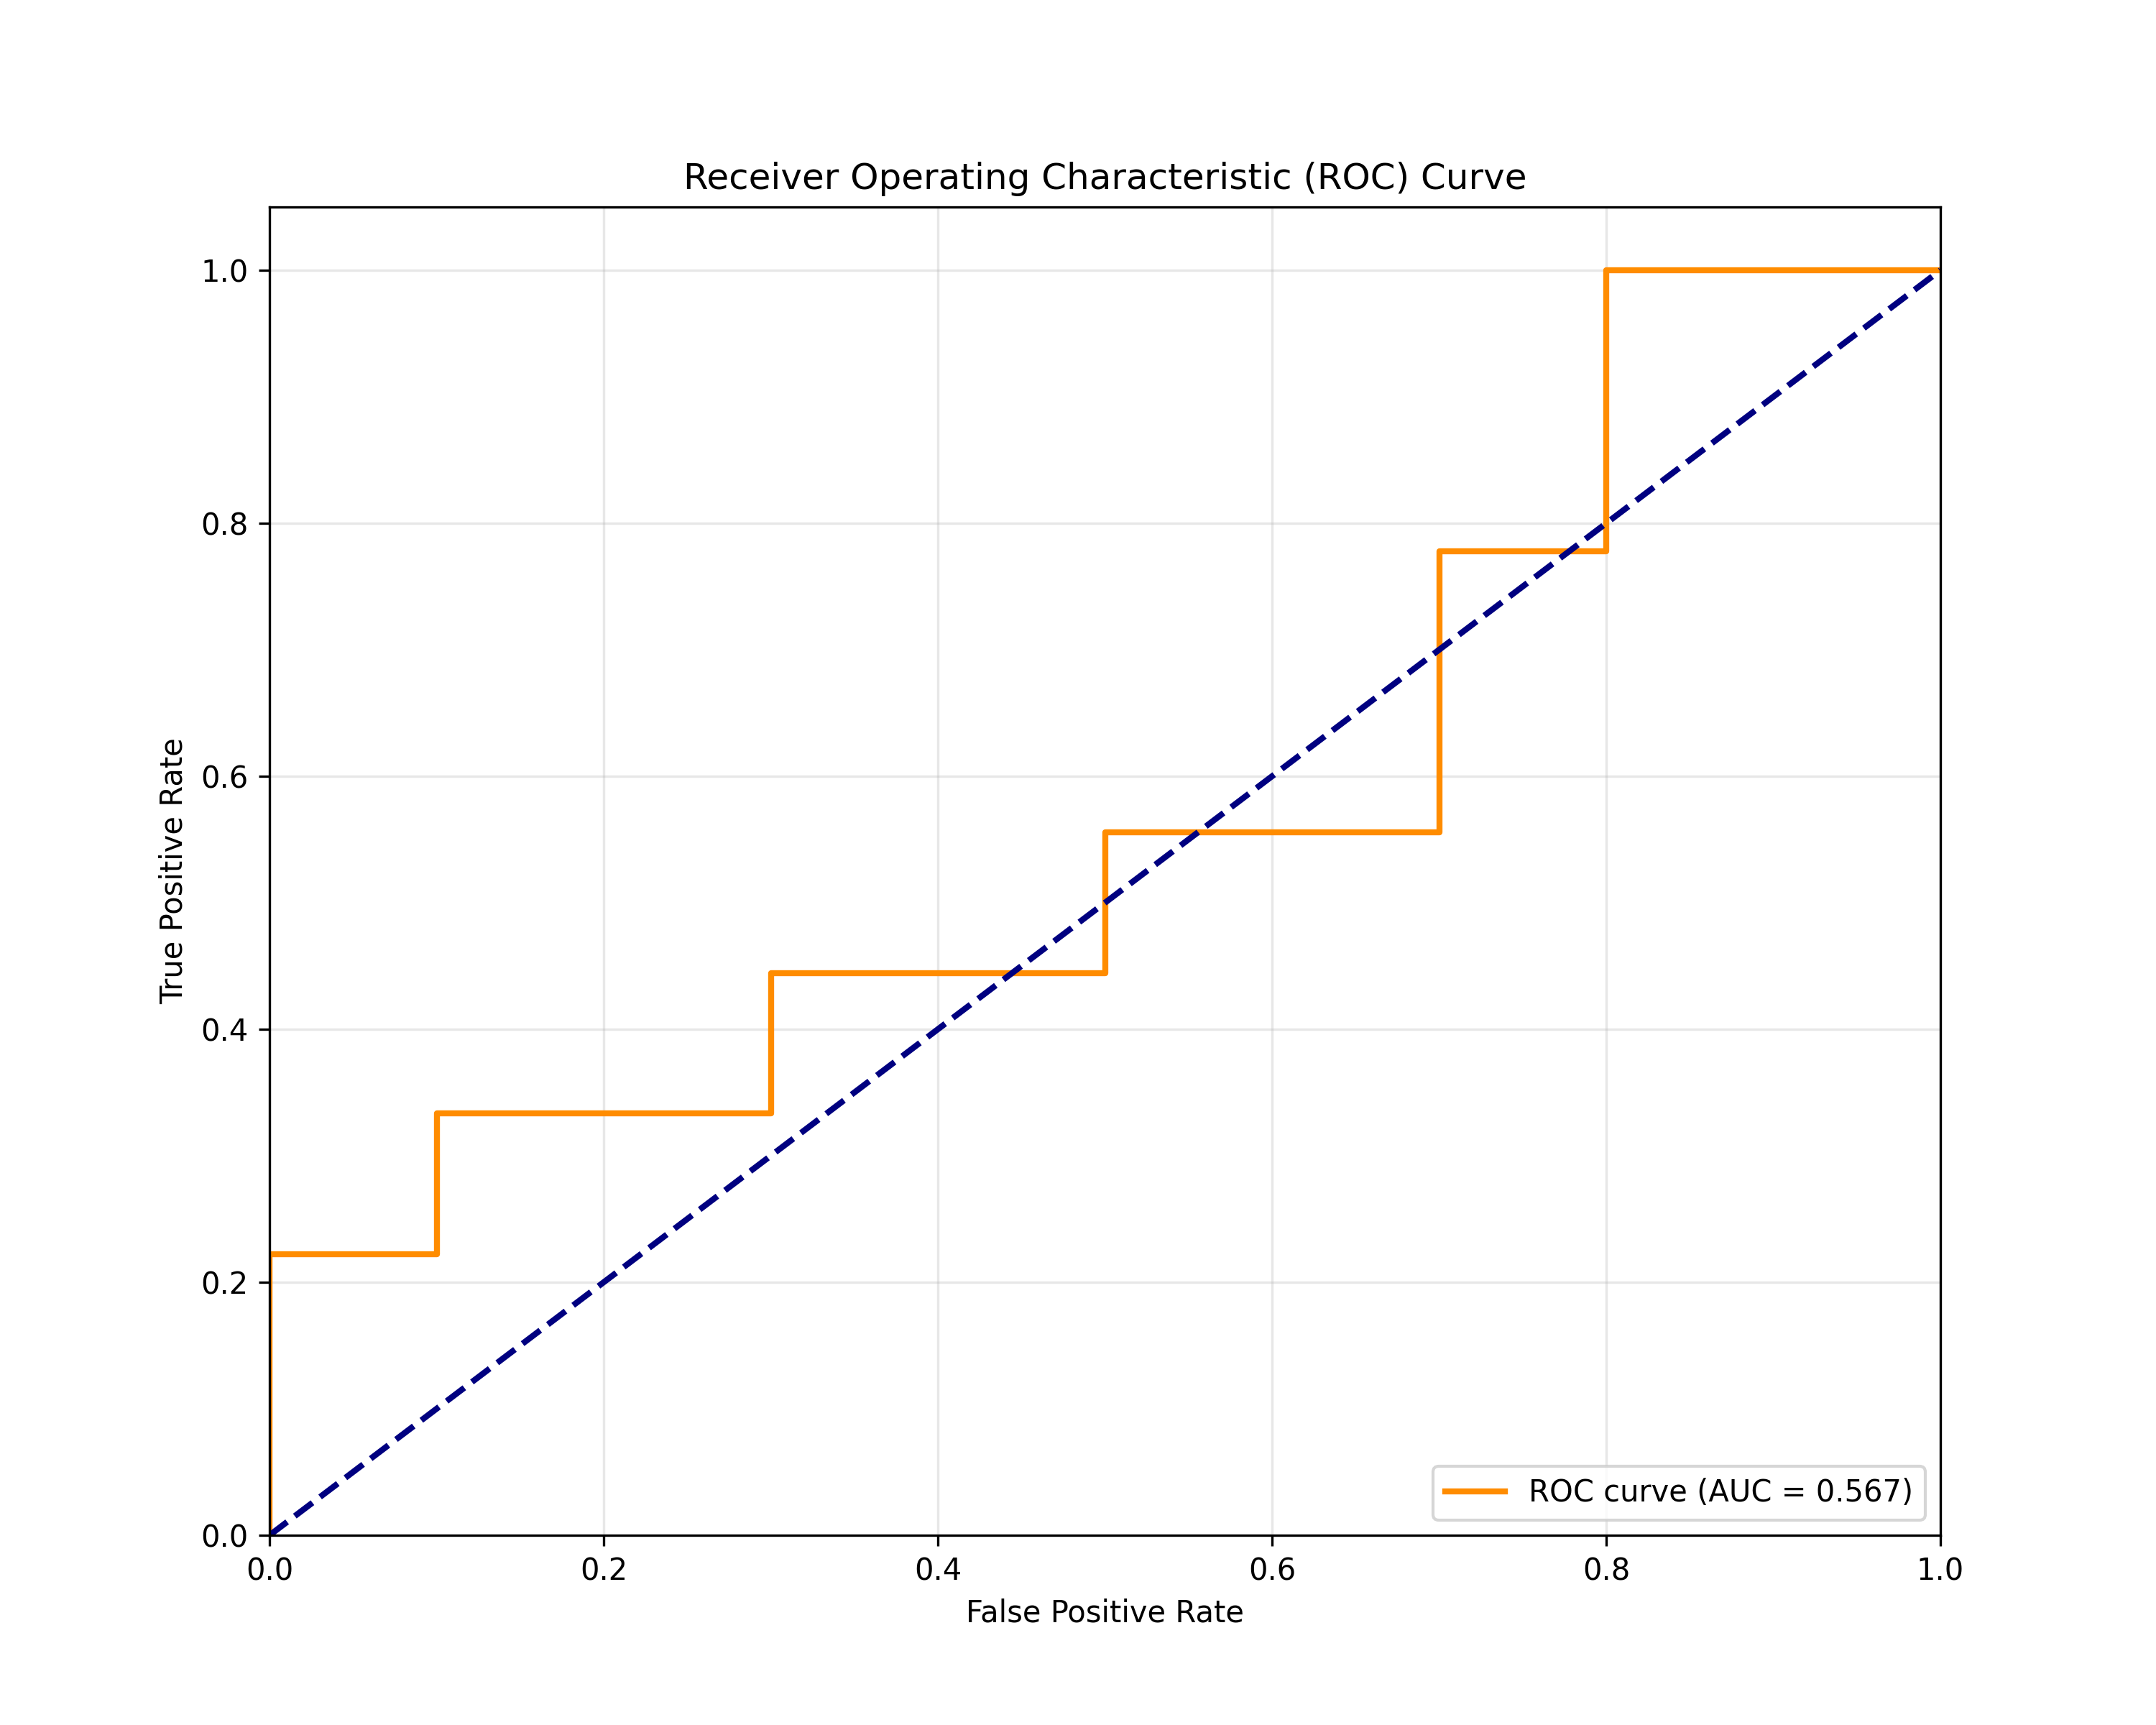 Receiver Operating Characteristic (ROC) Curve
True Positive Rate
1.0
0.8
0.6
0.4
0.2
0.0
ROC curve (AUC = 0.567)
0.0 0.2 0.4 0.6 0.8 1.0
False Positive Rate